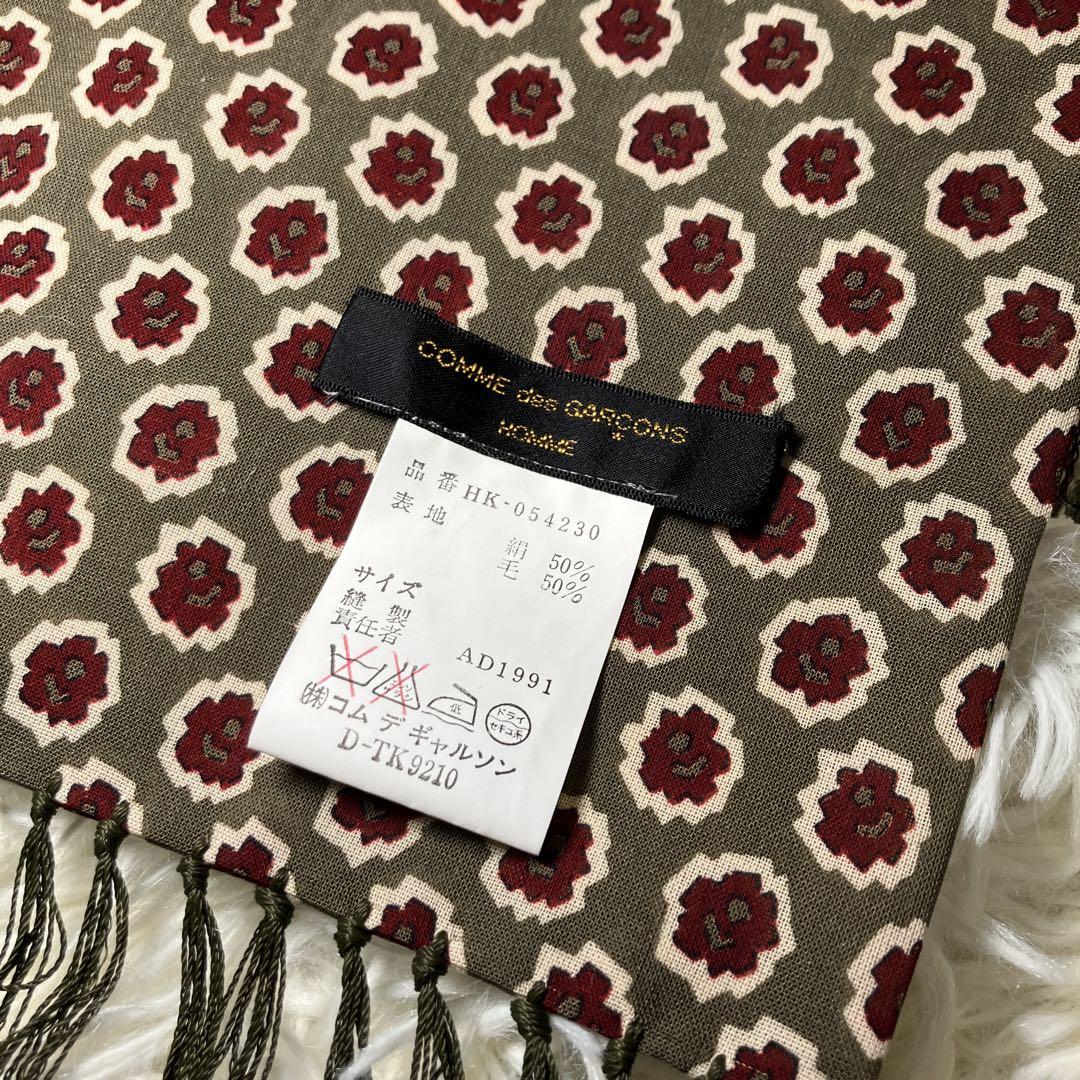 COMME des GARÇONS
HOMME
品番 HK-054230
表地
絹 50%
毛 50%
サイズ
縫製
責任者
AD1991
低
ドライ
セキユ系
(株)コム デ ギャルソン
D-TK9210